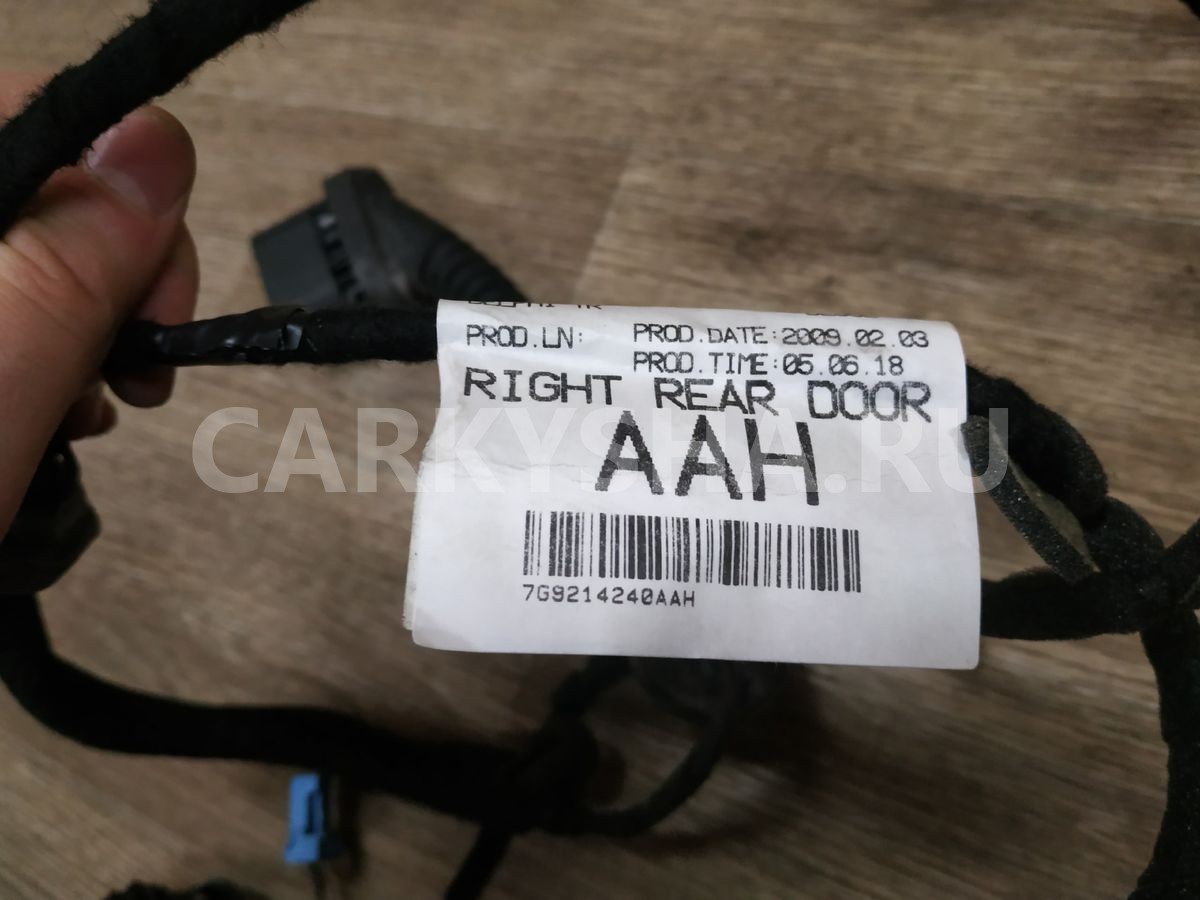 PROD.LN: PROD.DATE:2009.02.03
PROD.TIME:05.06.18
RIGHT REAR DOOR
AAH
CARKYSHA.RU
7G9214240AAH